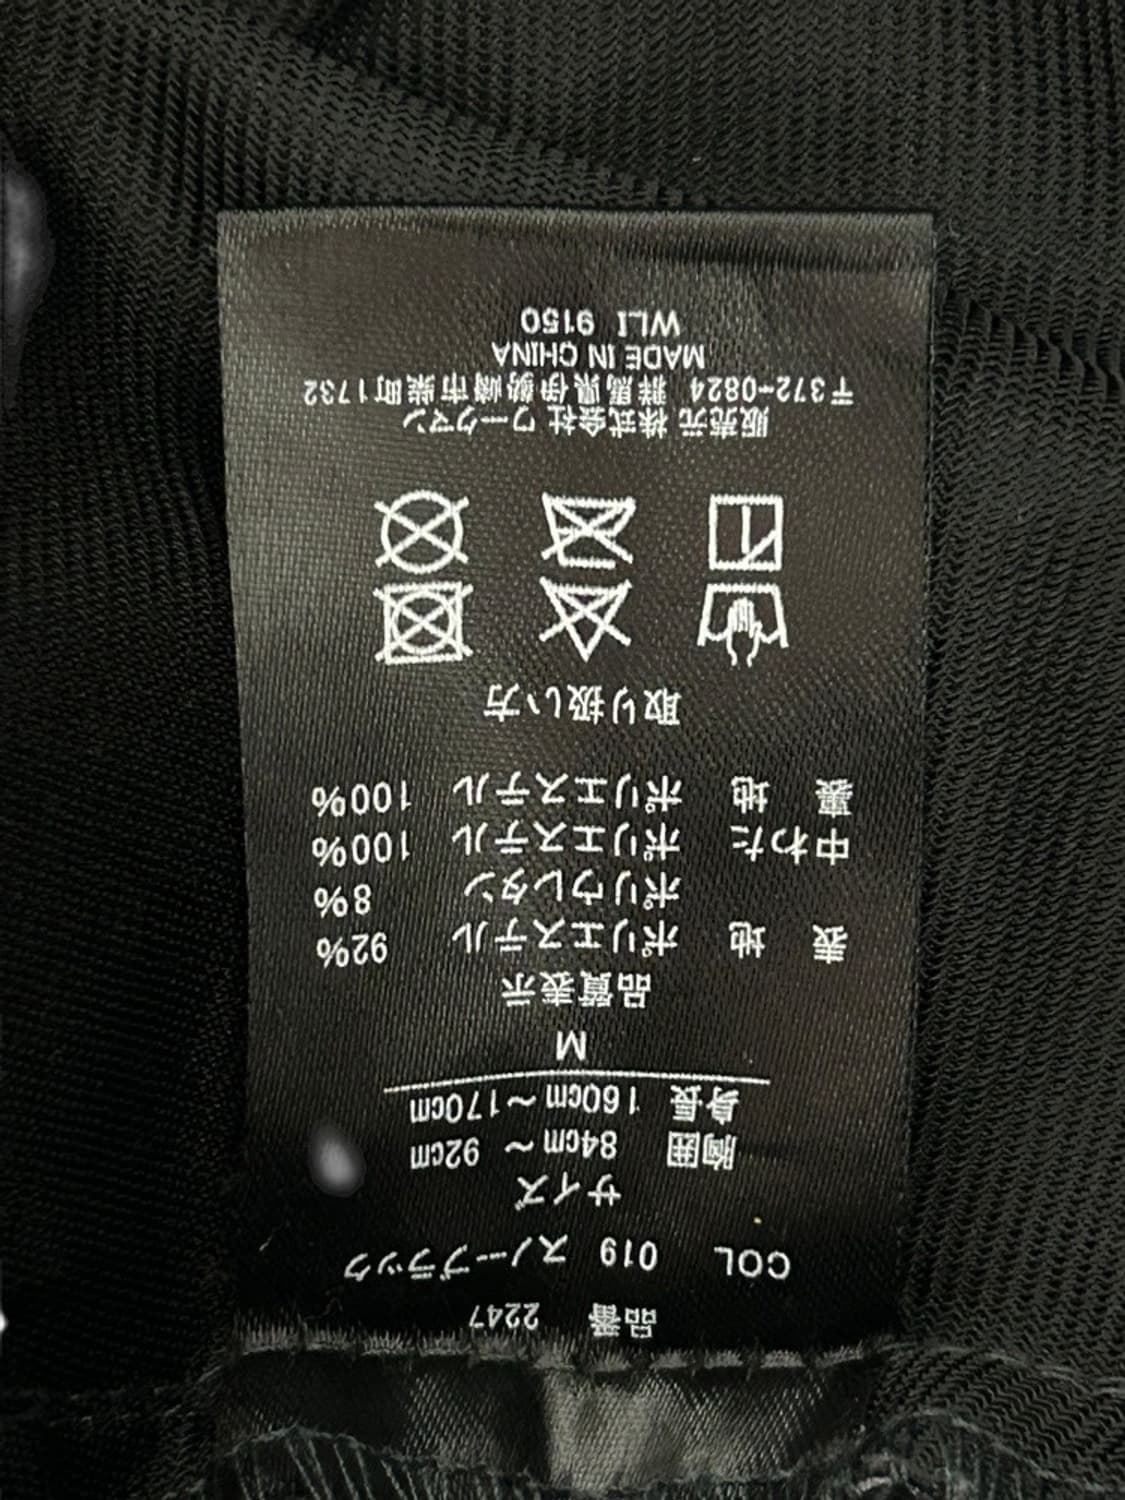 品番 2247
COL 019 スノーブラック
サイズ
胸囲 84cm～ 92cm
身長 160cm～170cm
M
品質表示
表 地 ポリエステル 92%
ポリウレタン 8%
中わた ポリエステル 100%
裏 地 ポリエステル 100%
取り扱い方
販売元 株式会社 ワークマン
〒372-0824 群馬県伊勢崎市柴町1732
MADE IN CHINA
WLI 9150